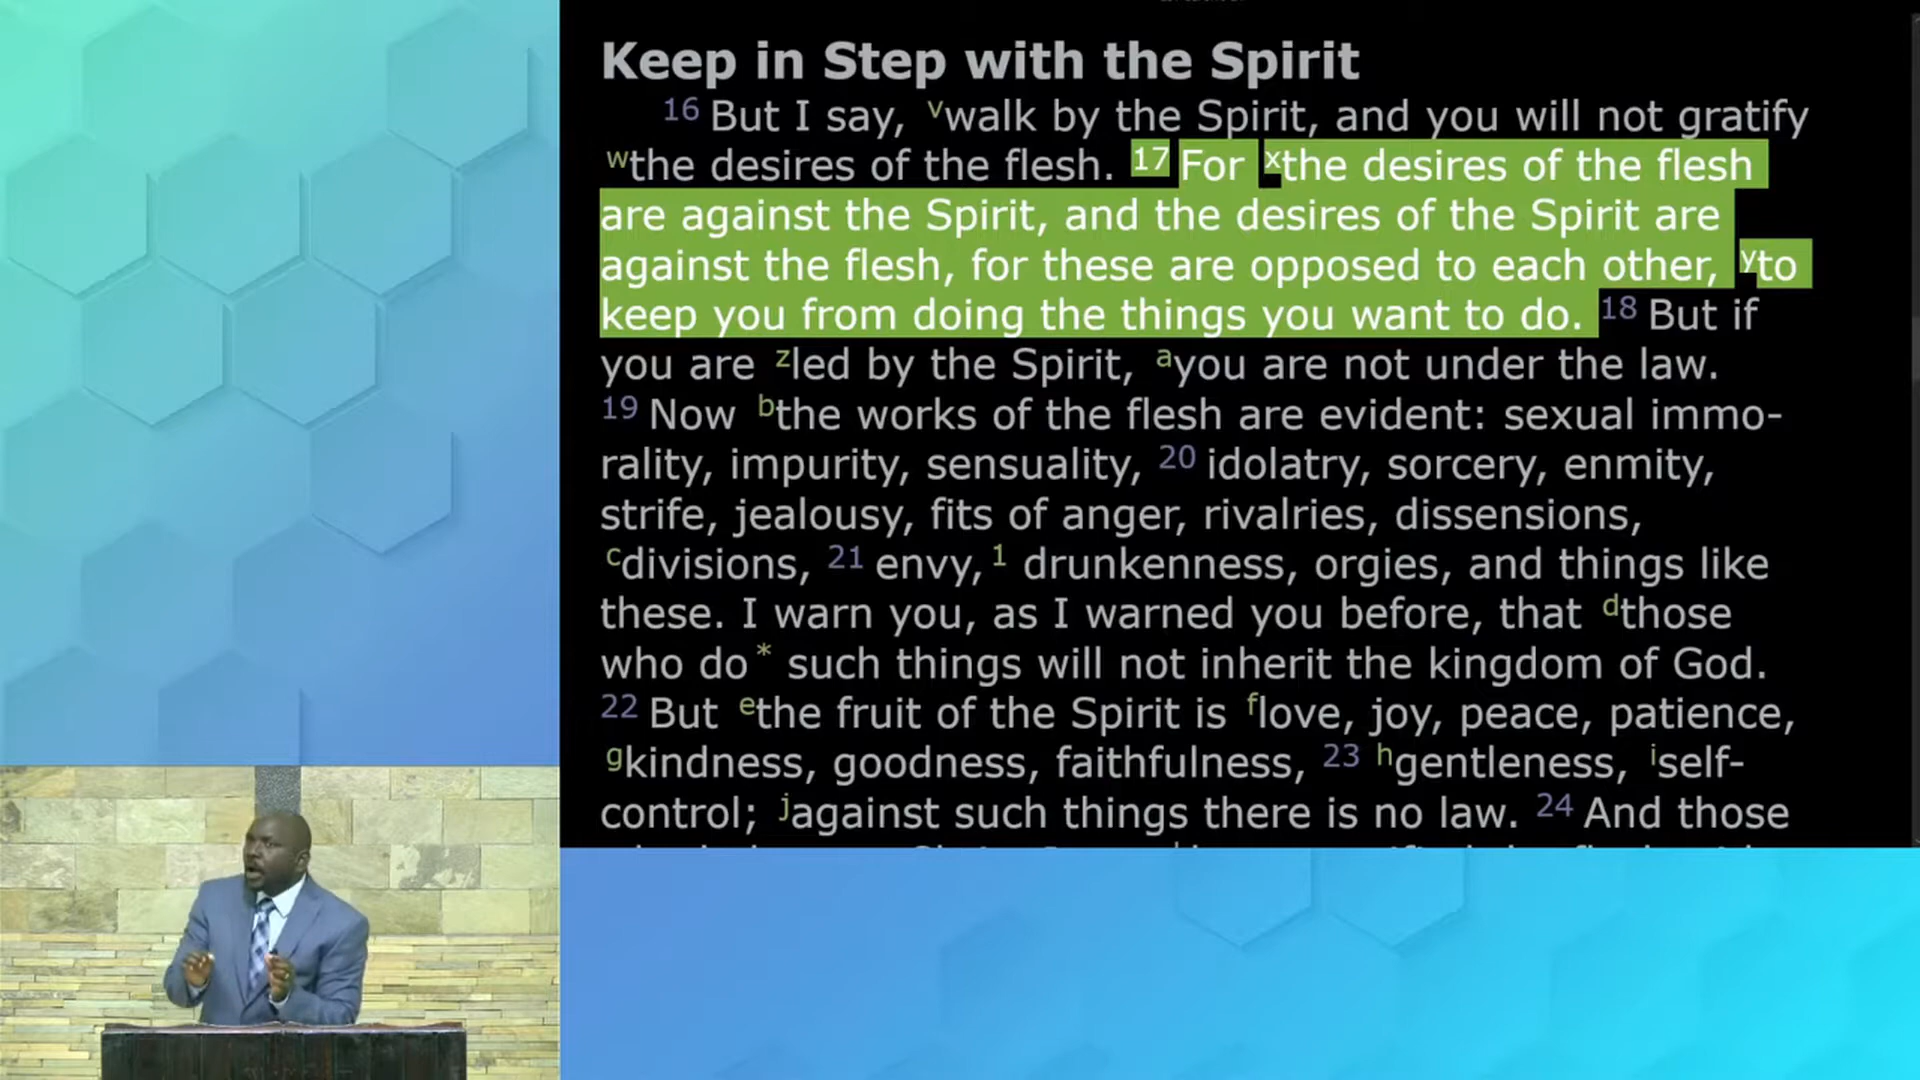 Keep in Step with the Spirit
16 But I say, vwalk by the Spirit, and you will not gratify
wthe desires of the flesh. 17 For xthe desires of the flesh
are against the Spirit, and the desires of the Spirit are
against the flesh, for these are opposed to each other, yto
keep you from doing the things you want to do. 18 But if
you are zled by the Spirit, ayou are not under the law.
19 Now bthe works of the flesh are evident: sexual immo-
rality, impurity, sensuality, 20 idolatry, sorcery, enmity,
strife, jealousy, fits of anger, rivalries, dissensions,
cdivisions, 21 envy,1 drunkenness, orgies, and things like
these. I warn you, as I warned you before, that dthose
who do* such things will not inherit the kingdom of God.
22 But ethe fruit of the Spirit is flove, joy, peace, patience,
gkindness, goodness, faithfulness, 23 hgentleness, iself-
control; jagainst such things there is no law. 24 And those